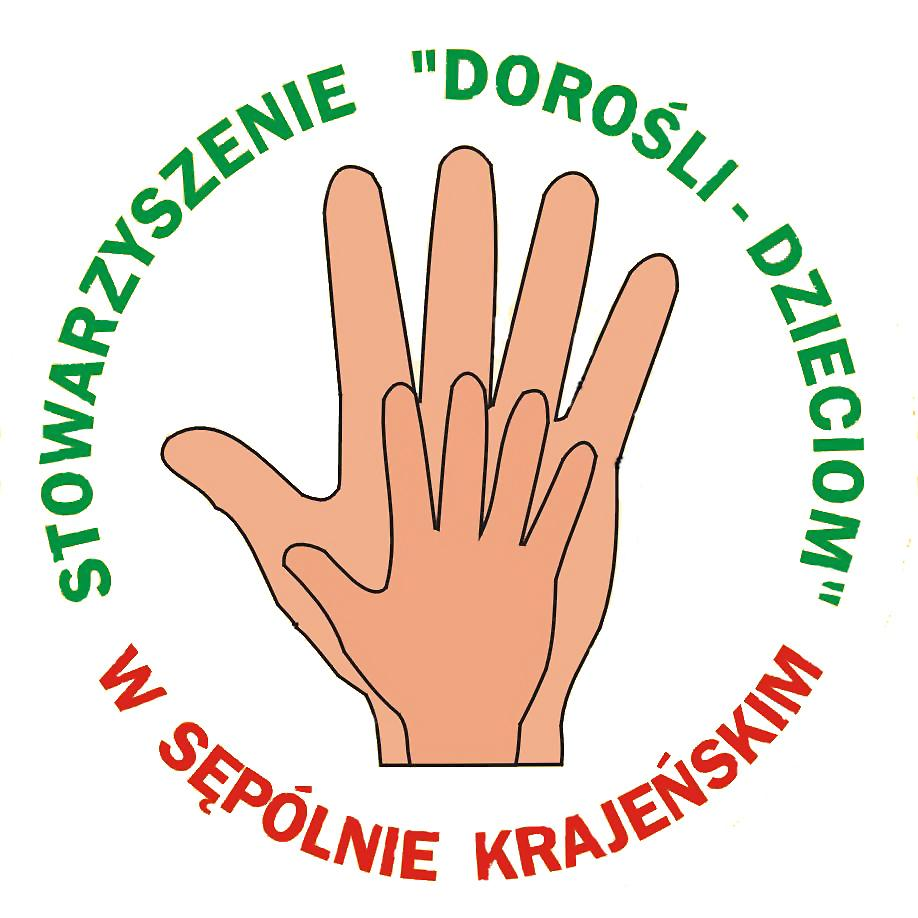 STOWARZYSZENIE "DOROŚLI - DZIECIOM"
W SĘPÓLNIE KRAJEŃSKIM